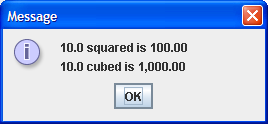 Message
10.0 squared is 100.00
10.0 cubed is 1,000.00
OK